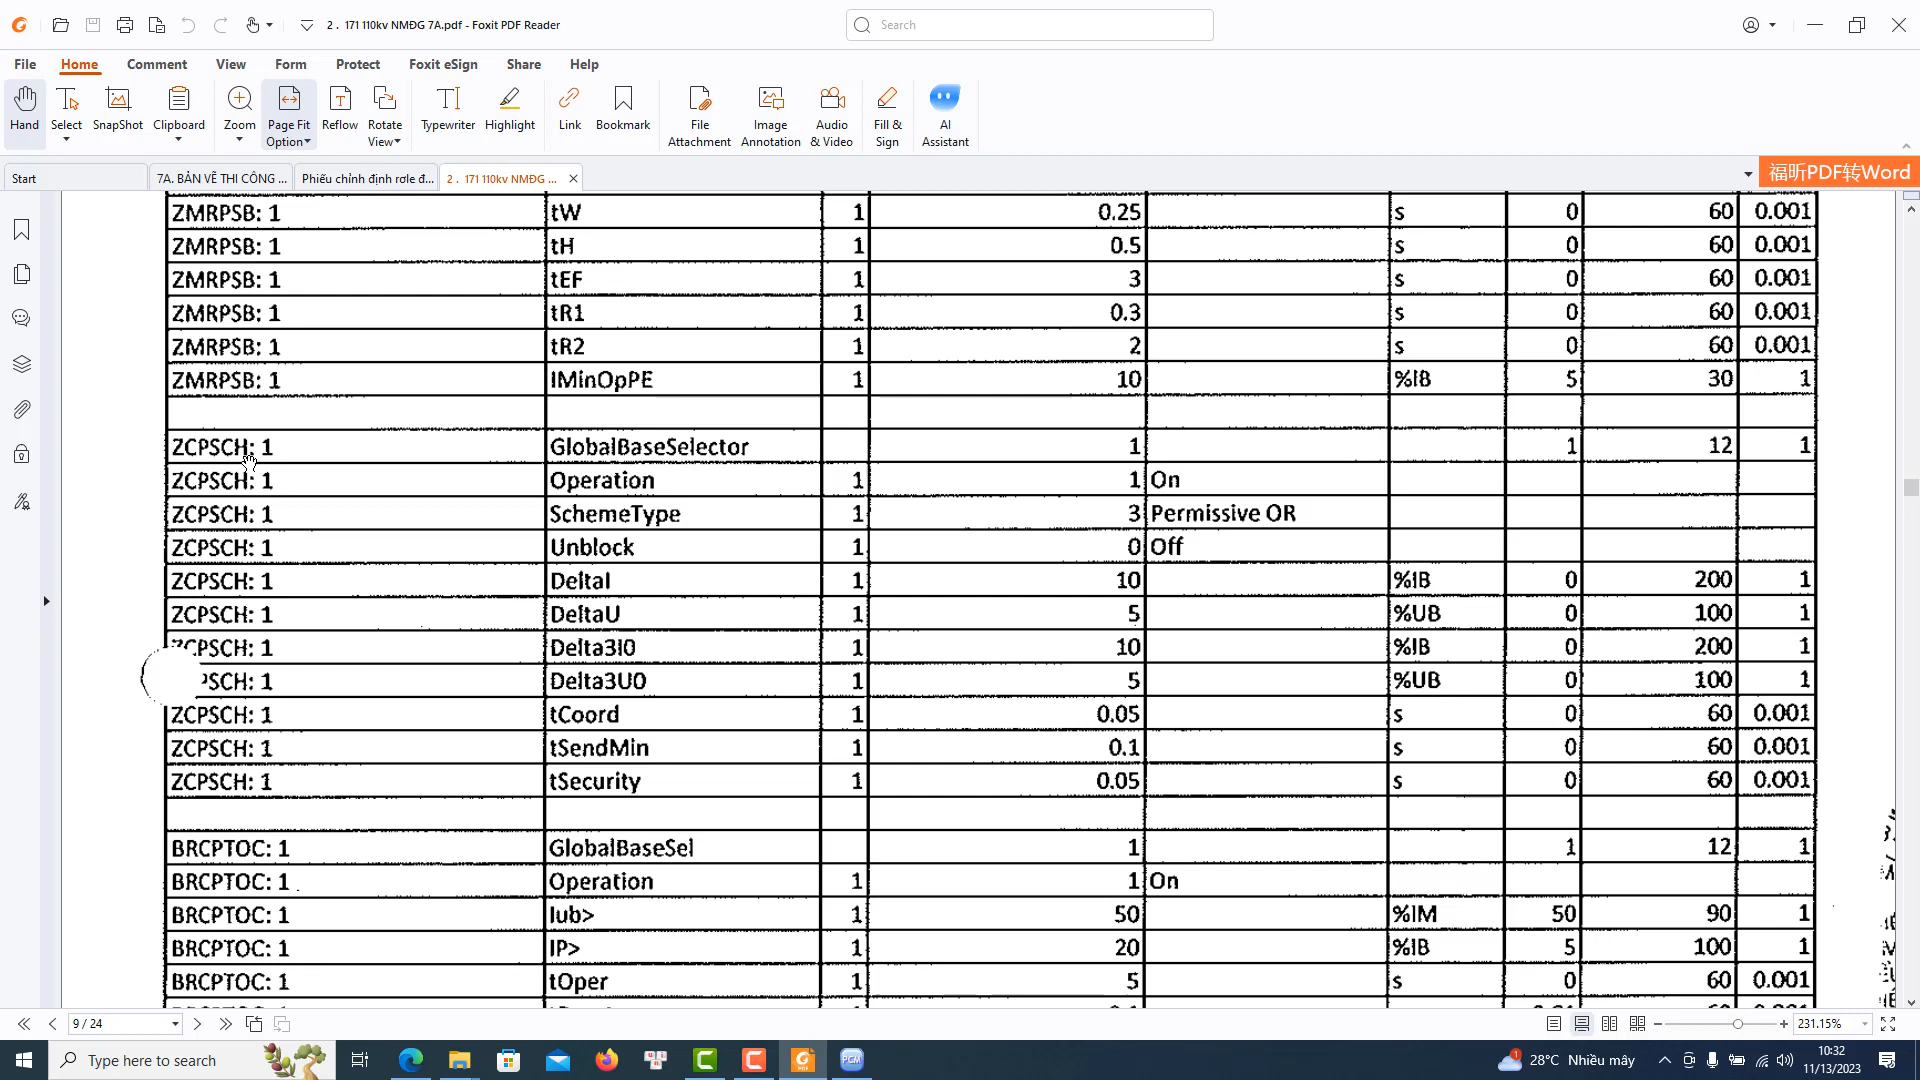 2 . 171 110kv NMĐG 7A.pdf - Foxit PDF Reader
Search
File Home Comment View Form Protect Foxit eSign Share Help
Hand Select SnapShot Clipboard Zoom Page Fit Option Reflow Rotate View Typewriter Highlight Link Bookmark File Attachment Image Annotation Audio & Video Fill & Sign AI Assistant
Start 7A. BẢN VẼ THI CÔNG ... Phiếu chỉnh định rơle đ... 2 . 171 110kv NMĐG ... 福昕PDF转Word
ZMRPSB: 1 tW 1 0.25 s 0 60 0.001
ZMRPSB: 1 tH 1 0.5 s 0 60 0.001
ZMRPSB: 1 tEF 1 3 s 0 60 0.001
ZMRPSB: 1 tR1 1 0.3 s 0 60 0.001
ZMRPSB: 1 tR2 1 2 s 0 60 0.001
ZMRPSB: 1 IMinOpPE 1 10 %IB 5 30 1
ZCPSCH: 1 GlobalBaseSelector 1 1 12 1
ZCPSCH: 1 Operation 1 1 On
ZCPSCH: 1 SchemeType 1 3 Permissive OR
ZCPSCH: 1 Unblock 1 0 Off
ZCPSCH: 1 DeltaI 1 10 %IB 0 200 1
ZCPSCH: 1 DeltaU 1 5 %UB 0 100 1
ZCPSCH: 1 Delta3I0 1 10 %IB 0 200 1
PSCH: 1 Delta3U0 1 5 %UB 0 100 1
ZCPSCH: 1 tCoord 1 0.05 s 0 60 0.001
ZCPSCH: 1 tSendMin 1 0.1 s 0 60 0.001
ZCPSCH: 1 tSecurity 1 0.05 s 0 60 0.001
BRCPTOC: 1 GlobalBaseSel 1 1 12 1
BRCPTOC: 1 Operation 1 1 On
BRCPTOC: 1 Iub> 1 50 %IM 50 90 1
BRCPTOC: 1 IP> 1 20 %IB 5 100 1
BRCPTOC: 1 tOper 1 5 s 0 60 0.001
9 / 24 231.15%
Type here to search 28°C Nhiều mây 10:32
11/13/2023